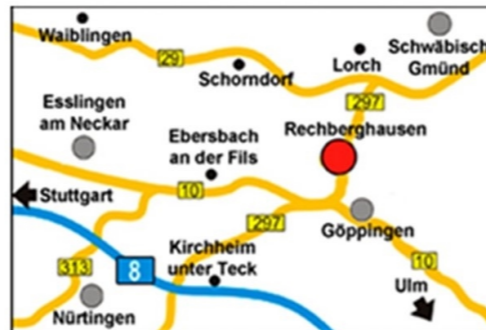 Waiblingen
29
Schorndorf
Lorch
Schwäbisch
Gmünd
297
Esslingen
am Neckar
Ebersbach
an der Fils
Rechberghausen
Stuttgart
10
297
Göppingen
313
8
Kirchheim
unter Teck
10
Ulm
Nürtingen